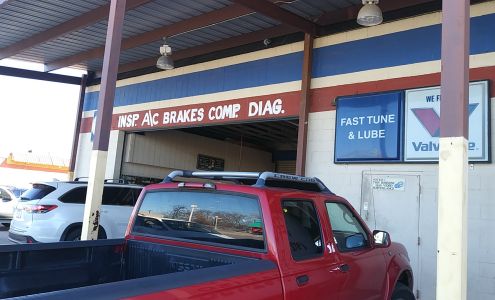 INSP. A/C BRAKES COMP. DIAG.
FAST TUNE
& LUBE
WE F
Valvoline